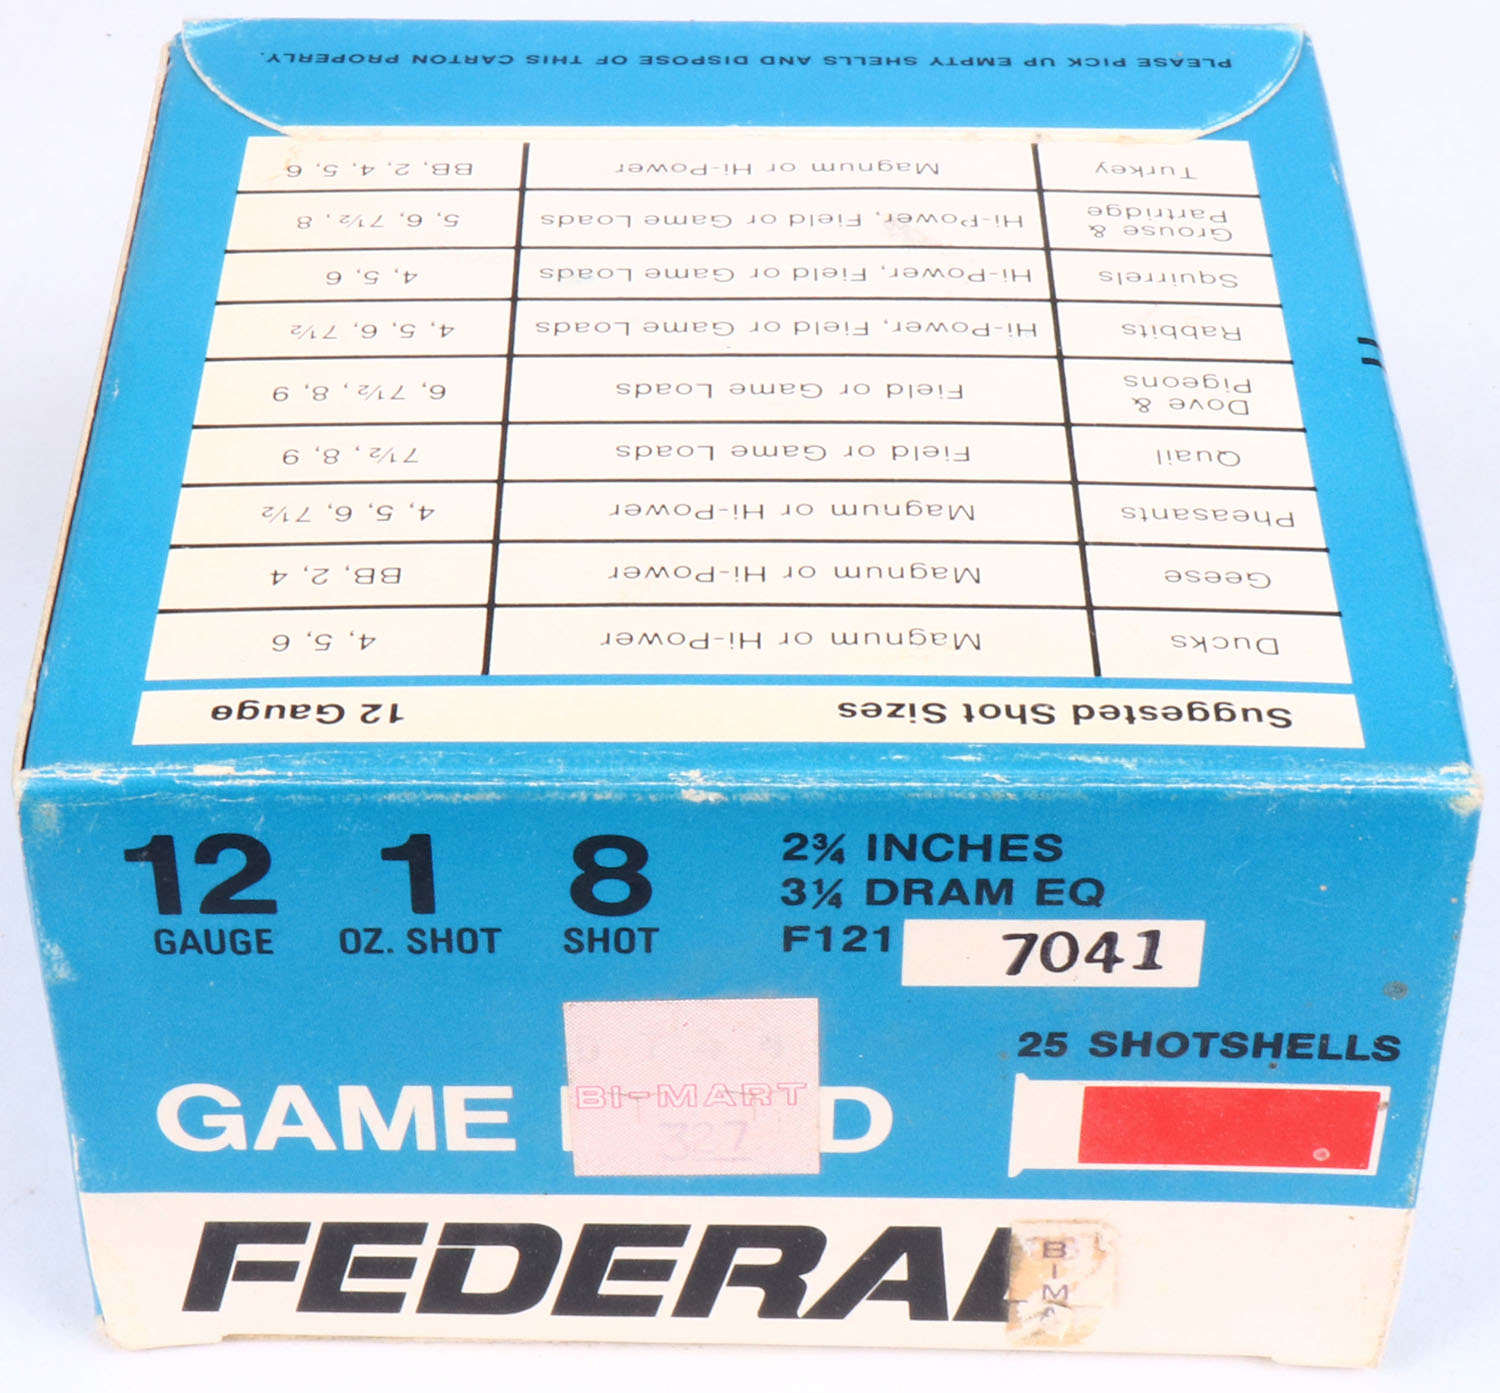 PLEASE PICK UP EMPTY SHELLS AND DISPOSE OF THIS CARTON PROPERLY.
Suggested Shot Sizes 12 Gauge
Ducks Magnum or Hi-Power 4, 5, 6
Geese Magnum or Hi-Power BB, 2, 4
Pheasants Magnum or Hi-Power 4, 5, 6, 7½
Quail Field or Game Loads 7½, 8, 9
Dove & Pigeons Field or Game Loads 6, 7½, 8, 9
Rabbits Hi-Power, Field or Game Loads 4, 5, 6, 7½
Squirrels Hi-Power, Field or Game Loads 4, 5, 6
Grouse & Partridge Hi-Power, Field or Game Loads 5, 6, 7½, 8
Turkey Magnum or Hi-Power BB, 2, 4, 5, 6
12 1 8
GAUGE OZ. SHOT SHOT
2¾ INCHES
3¼ DRAM EQ
F121 7041
25 SHOTSHELLS
GAME
BI-MART
327
FEDERAL
BI-M